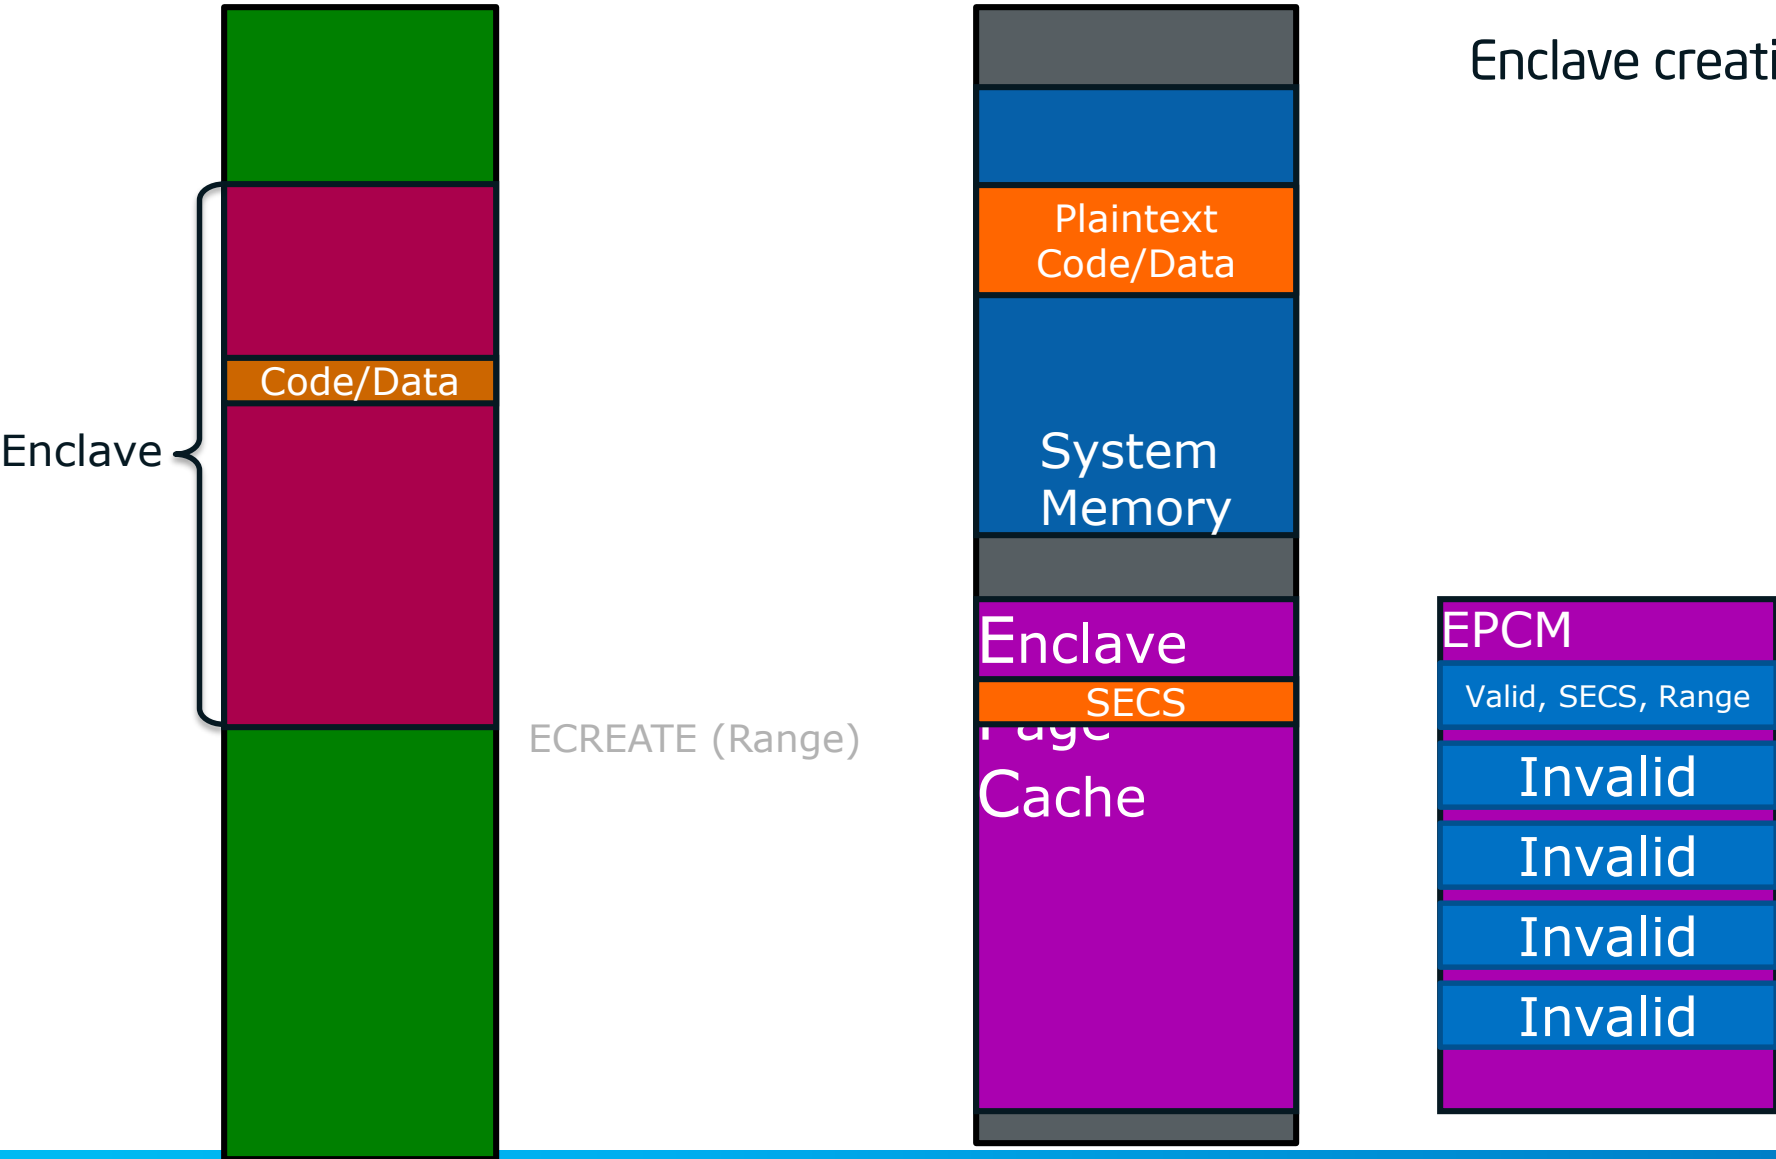 Enclave creati
Plaintext
Code/Data
Code/Data
Enclave
System
Memory
Enclave
SECS
Page
Cache
ECREATE (Range)
EPCM
Valid, SECS, Range
Invalid
Invalid
Invalid
Invalid